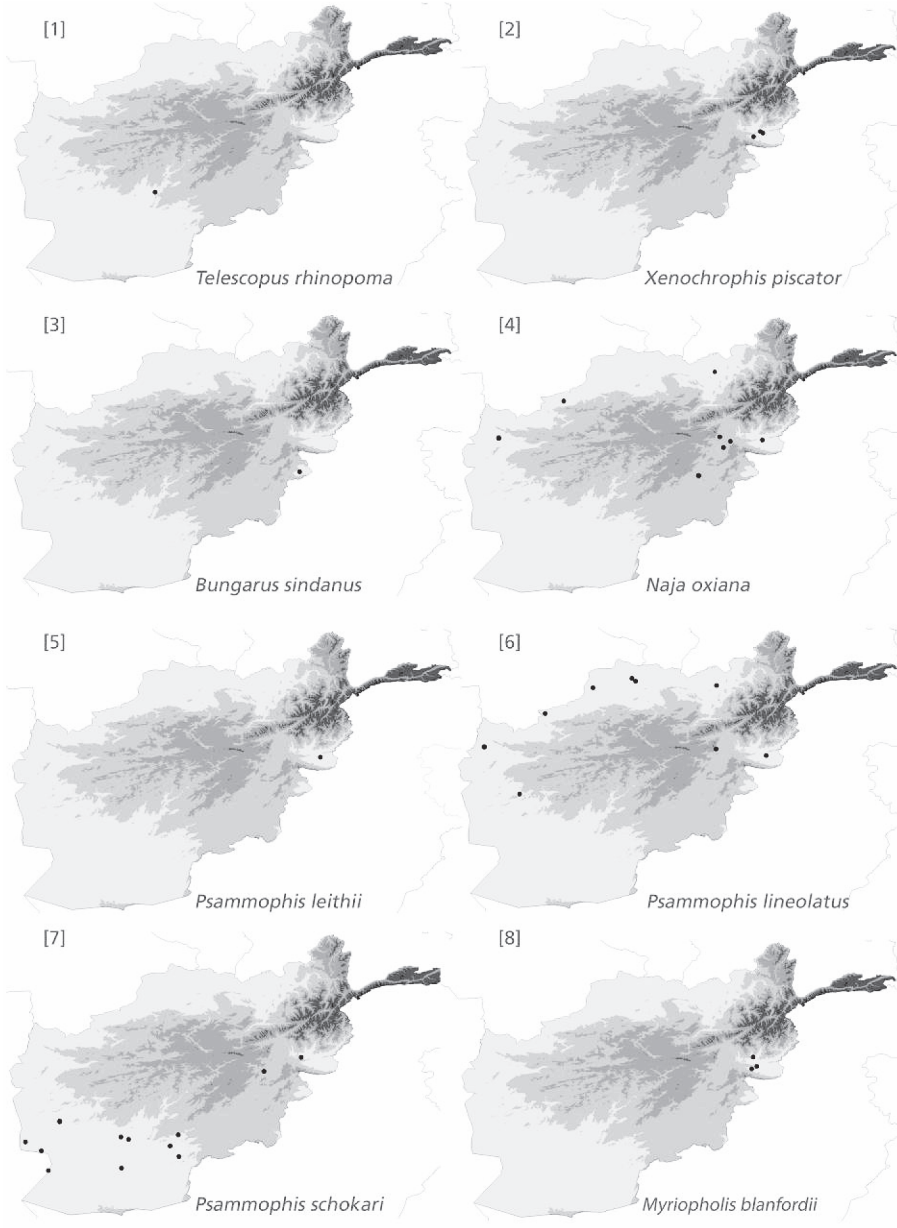 [1]
Telescopus rhinopoma
[2]
Xenochrophis piscator
[3]
Bungarus sindanus
[4]
Naja oxiana
[5]
Psammophis leithii
[6]
Psammophis lineolatus
[7]
Psammophis schokari
[8]
Myriopholis blanfordii